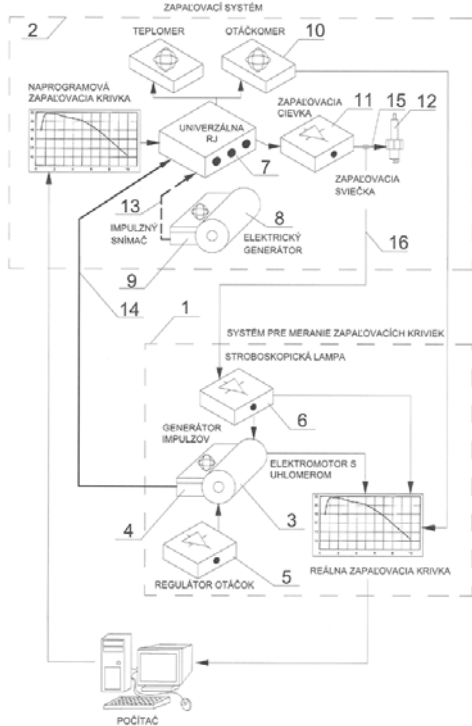 ZAPAĽOVACÍ SYSTÉM
2
TEPLOMER
OTÁČKOMER
10
NAPROGRAMOVÁ
ZAPAĽOVACIA KRIVKA
UNIVERZÁLNA
RJ
7
ZAPAĽOVACIA
CIEVKA
11
15
12
ZAPAĽOVACIA
SVIEČKA
13
IMPULZNÝ
SNÍMAČ
8
ELEKTRICKÝ
GENERÁTOR
9
16
14
1
SYSTÉM PRE MERANIE ZAPAĽOVACÍCH KRIVIEK
STROBOSKOPICKÁ LAMPA
6
GENERÁTOR
IMPULZOV
ELEKTROMOTOR S
UHLOMEROM
4
3
REGULÁTOR OTÁČOK
5
REÁLNA ZAPAĽOVACIA KRIVKA
POČÍTAČ